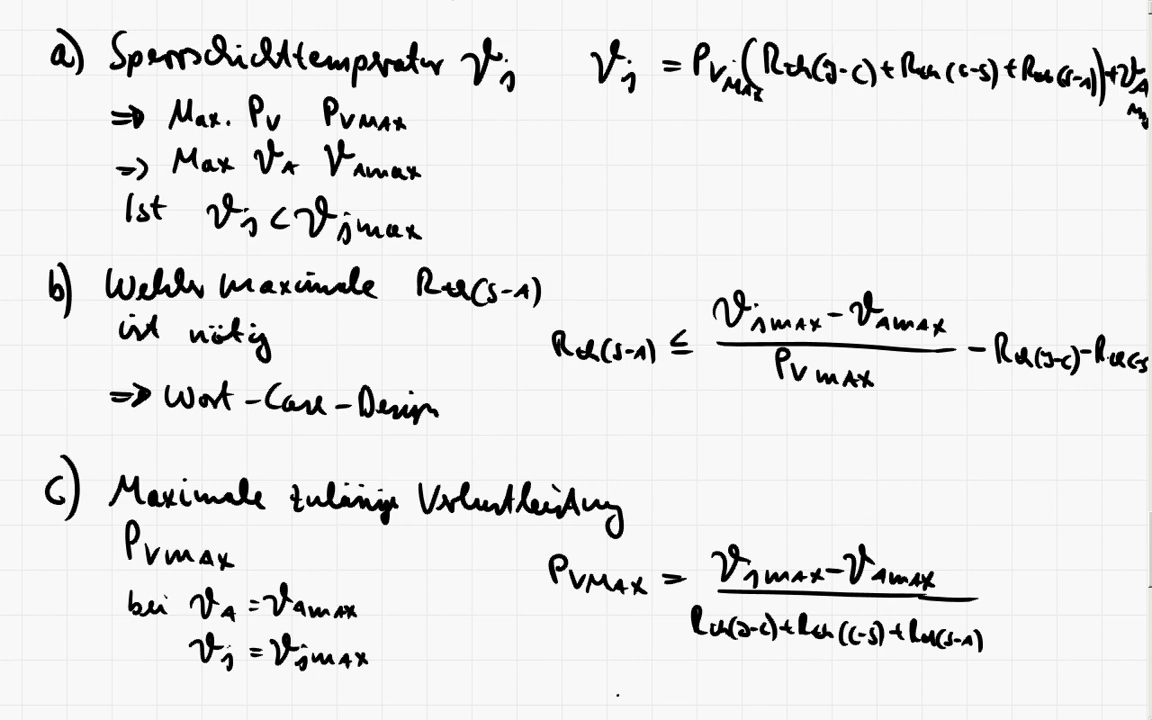 a) Sperrschichttemperatur ϑj   ϑj = PVMAX (Rth(J-C) + Rth(C-S) + Rth(S-A)) + ϑA
⇒ Max. PV PVMAX
⇒ Max ϑA ϑAmax
Ist ϑj < ϑjmax
b) Welcher maximale Rth(S-A)
ist nötig   Rth(S-A) ≤ (ϑjmax - ϑAmax) / PVmax - Rth(J-C) - Rth(C-S
⇒ Worst-Case-Design
c) Maximale zulässige Verlustleistung
PVmax   PVMAX = (ϑjmax - ϑAmax) / (Rth(J-C) + Rth(C-S) + Rth(S-A))
bei ϑA = ϑAmax
ϑj = ϑjmax